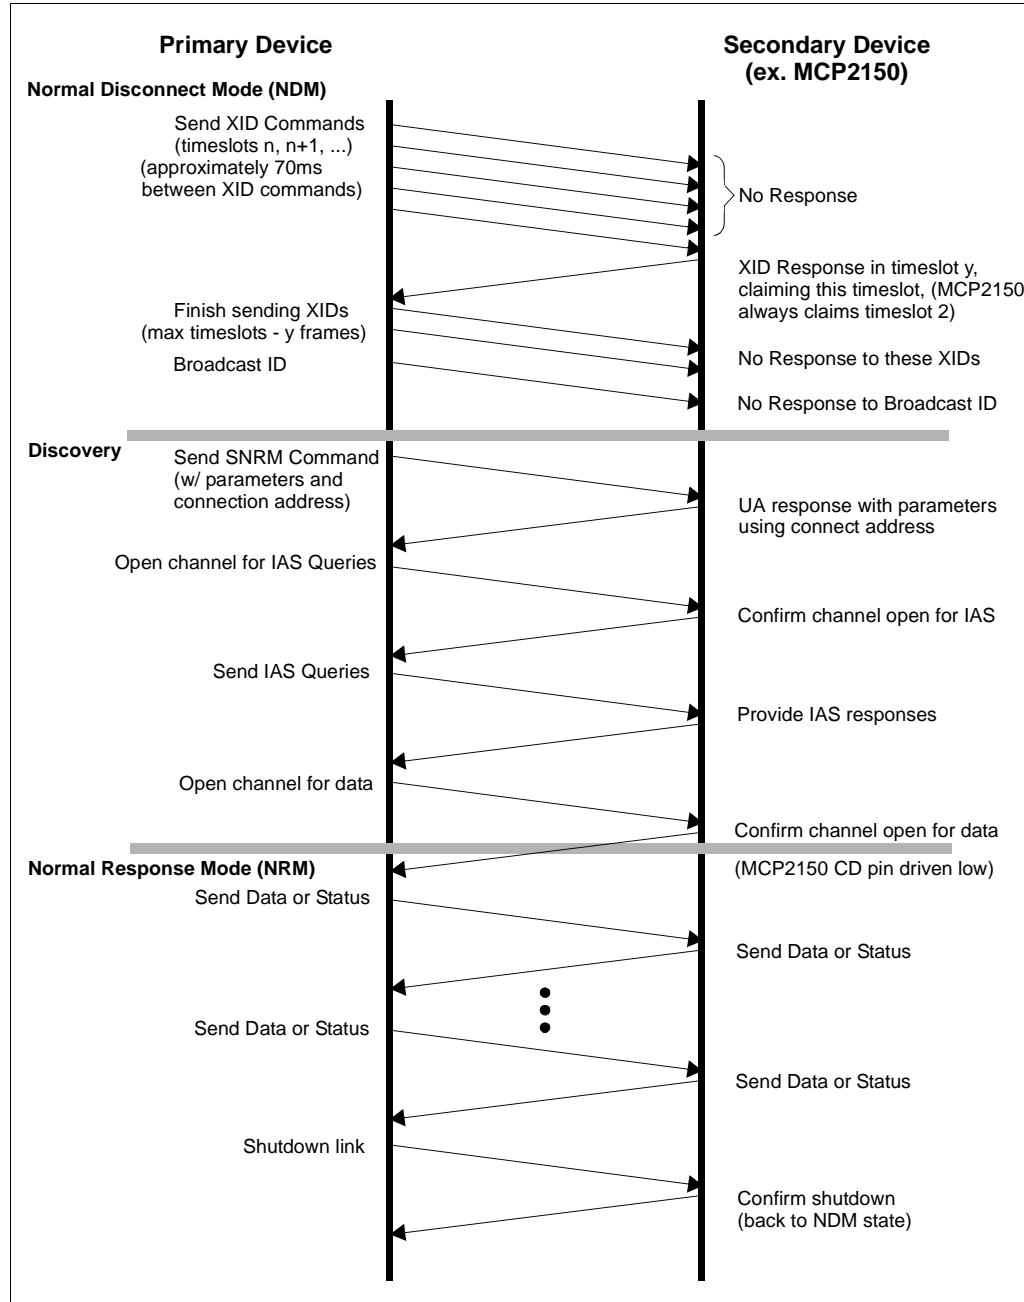 Primary Device
Secondary Device
(ex. MCP2150)
Normal Disconnect Mode (NDM)
Send XID Commands
(timeslots n, n+1, ...)
(approximately 70ms
between XID commands)
No Response
XID Response in timeslot y,
claiming this timeslot, (MCP2150
always claims timeslot 2)
Finish sending XIDs
(max timeslots - y frames)
No Response to these XIDs
Broadcast ID
No Response to Broadcast ID
Discovery
Send SNRM Command
(w/ parameters and
connection address)
UA response with parameters
using connect address
Open channel for IAS Queries
Confirm channel open for IAS
Send IAS Queries
Provide IAS responses
Open channel for data
Confirm channel open for data
Normal Response Mode (NRM)
(MCP2150 CD pin driven low)
Send Data or Status
Send Data or Status
Send Data or Status
Send Data or Status
Shutdown link
Confirm shutdown
(back to NDM state)